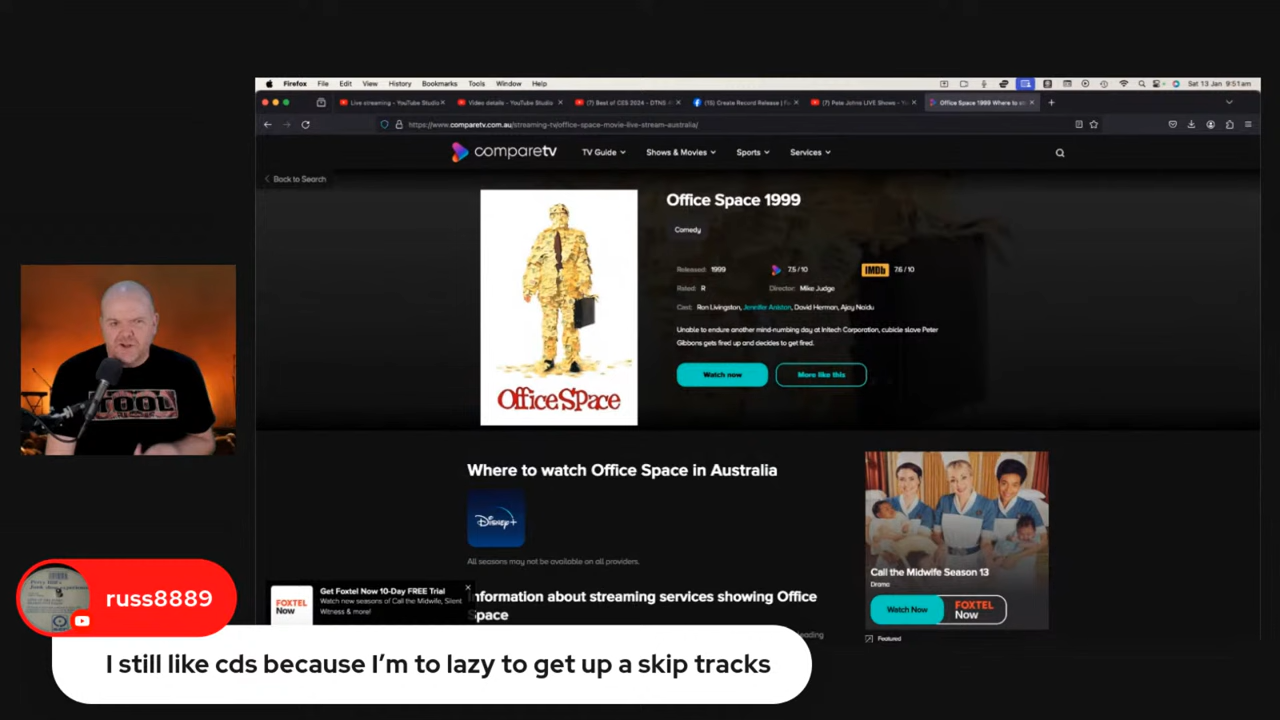 Firefox File Edit View History Bookmarks Tools Window Help
Sat 13 Jan 9:51am
Live streaming - YouTube Studio
Video details - YouTube Studio
(7) Best of CES 2024 - DTNS
(15) Create Record Release | Fa
(7) Pete Johns LIVE Shows - Yo
Office Space 1999 Where to st
https://www.comparetv.com.au/streaming-tv/office-space-movie-live-stream-australia/
comparetv
TV Guide
Shows & Movies
Sports
Services
Back to Search
Office Space 1999
Comedy
Released: 1999
7.5 / 10
IMDb 7.6 / 10
Rated: R
Director: Mike Judge
Cast: Ron Livingston, Jennifer Aniston, David Herman, Ajay Naidu
Unable to endure another mind-numbing day at Initech Corporation, cubicle slave Peter
Gibbons gets fired up and decides to get fired.
Watch now
More like this
Office Space
TOOL
Where to watch Office Space in Australia
Disney+
All seasons may not be available on all providers.
Information about streaming services showing Office
Space
Call the Midwife Season 13
Drama
Watch Now
FOXTEL
Now
Featured
FOXTEL
Now
Get Foxtel Now 10-Day FREE Trial
Watch new seasons of Call the Midwife, Silent
Witness & more!
russ8889
I still like cds because I’m to lazy to get up a skip tracks